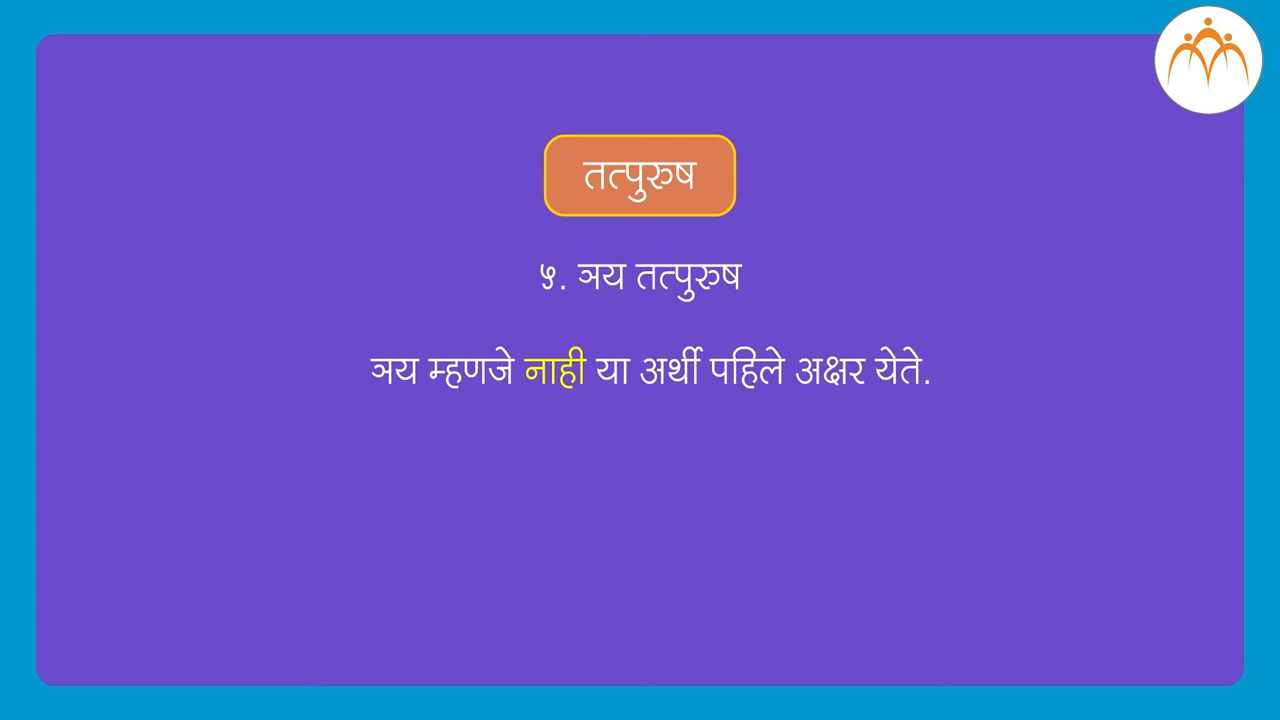 तत्पुरुष
५. ञय तत्पुरुष
ञय म्हणजे नाही या अर्थी पहिले अक्षर येते.